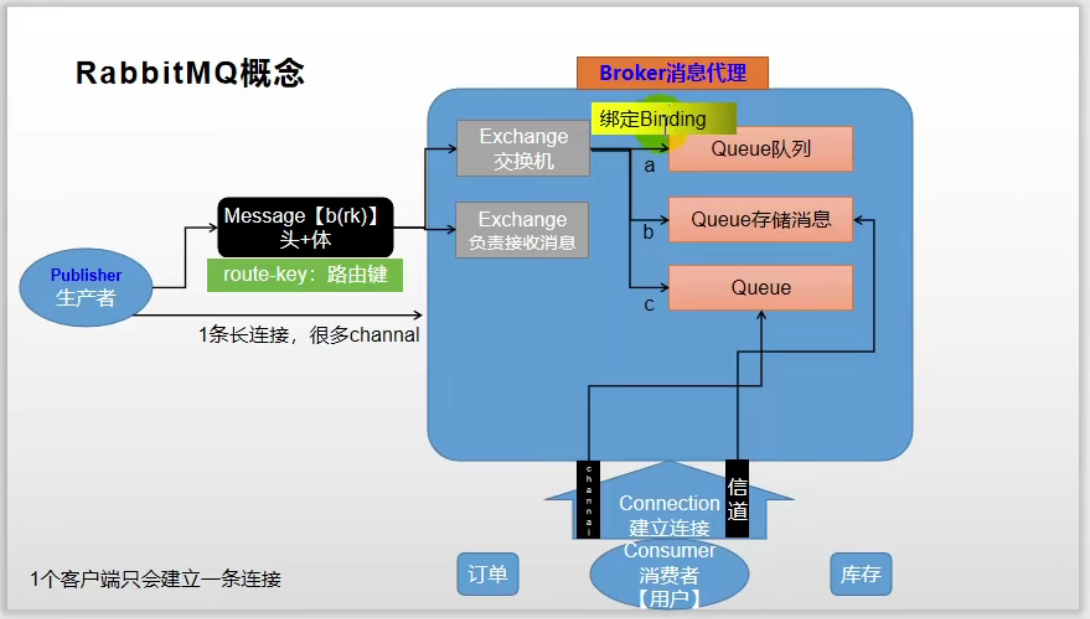 RabbitMQ概念
Broker消息代理
绑定Binding
Exchange
交换机
a
Queue队列
Message【b(rk)】
头+体
Exchange
负责接收消息
b
Queue存储消息
route-key：路由键
Publisher
生产者
Queue
c
1条长连接，很多channal
channal
信道
Connection
建立连接
Consumer
消费者
【用户】
订单
库存
1个客户端只会建立一条连接